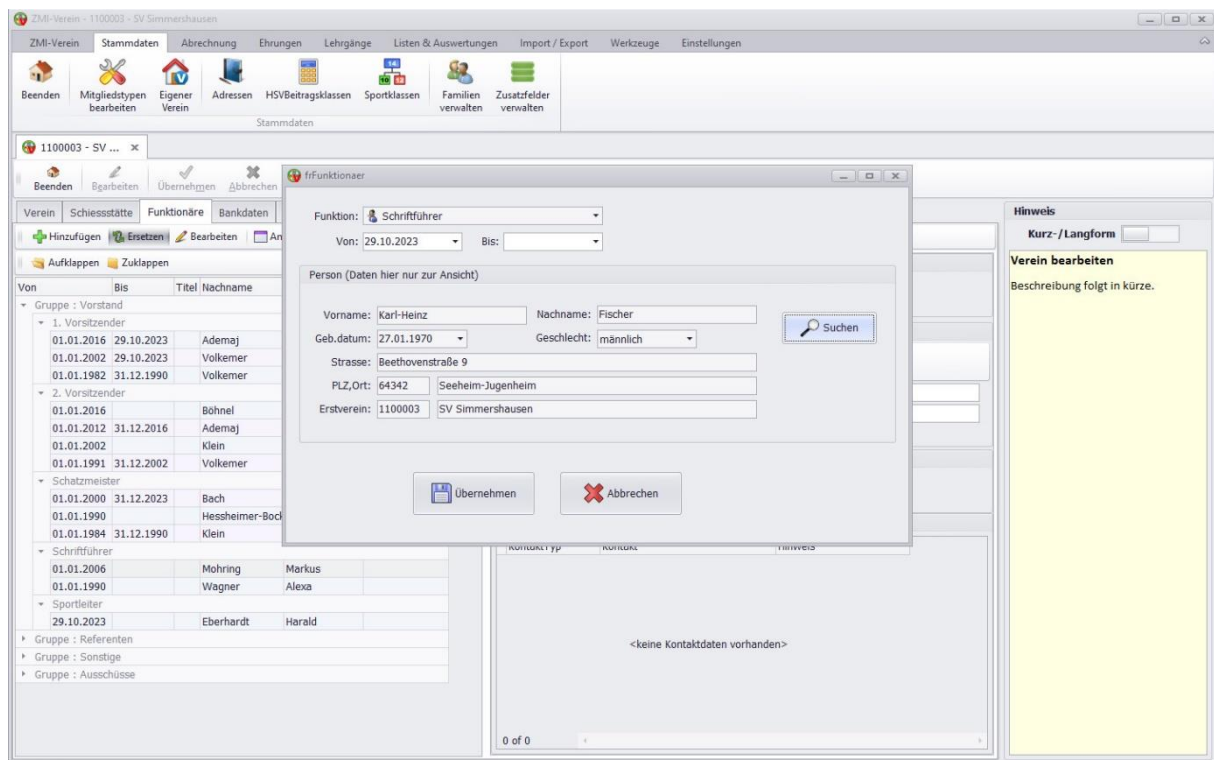 ZMI-Verein - 1100003 - SV Simmershausen
ZMI-Verein Stammdaten Abrechnung Ehrungen Lehrgänge Listen & Auswertungen Import / Export Werkzeuge Einstellungen
Beenden Mitgliedstypen bearbeiten Eigener Verein Adressen HSVBeitragsklassen Sportklassen Familien verwalten Zusatzfelder verwalten
Stammdaten
1100003 - SV ...
Beenden Bearbeiten Übernehmen Abbrechen
Verein Schiessstätte Funktionäre Bankdaten
Hinzufügen Ersetzen Bearbeiten An
Aufklappen Zuklappen
Von Bis Titel Nachname
Gruppe : Vorstand
1. Vorsitzender
01.01.2016 29.10.2023 Ademaj
01.01.2002 29.10.2023 Volkemer
01.01.1982 31.12.1990 Volkemer
2. Vorsitzender
01.01.2016 Böhnel
01.01.2012 31.12.2016 Ademaj
01.01.2002 Klein
01.01.1991 31.12.2002 Volkemer
Schatzmeister
01.01.2000 31.12.2023 Bach
01.01.1990 Hessheimer-Bock
01.01.1984 31.12.1990 Klein
Schriftführer
01.01.2006 Mohring Markus
01.01.1990 Wagner Alexa
Sportleiter
29.10.2023 Eberhardt Harald
Gruppe : Referenten
Gruppe : Sonstige
Gruppe : Ausschüsse
frFunktionaer
Funktion: Schriftführer
Von: 29.10.2023 Bis:
Person (Daten hier nur zur Ansicht)
Vorname: Karl-Heinz Nachname: Fischer
Suchen
Geb.datum: 27.01.1970 Geschlecht: männlich
Strasse: Beethovenstraße 9
PLZ,Ort: 64342 Seeheim-Jugenheim
Erstverein: 1100003 SV Simmershausen
Übernehmen Abbrechen
KontaktTyp Kontakt Hinweis
<keine Kontaktdaten vorhanden>
0 of 0
Hinweis
Kurz-/Langform
Verein bearbeiten
Beschreibung folgt in kürze.